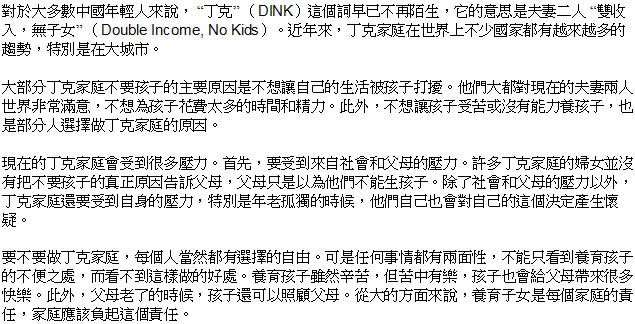 對於大多數中國年輕人來說，“丁克”（DINK）這個詞早已不再陌生，它的意思是夫妻二人“雙收
入，無子女”（Double Income, No Kids）。近年來，丁克家庭在世界上不少國家都有越來越多的
趨勢，特別是在大城市。
大部分丁克家庭不要孩子的主要原因是不想讓自己的生活被孩子打擾。他們大都對現在的夫妻兩人
世界非常滿意，不想為孩子花費太多的時間和精力。此外，不想讓孩子受苦或沒有能力養孩子，也
是部分人選擇做丁克家庭的原因。
現在的丁克家庭會受到很多壓力。首先，要受到來自社會和父母的壓力。許多丁克家庭的婦女並沒
有把不要孩子的真正原因告訴父母，父母只是以為他們不能生孩子。除了社會和父母的壓力以外，
丁克家庭還要受到自身的壓力，特別是年老孤獨的時候，他們自己也會對自己的這個決定產生懷
疑。
要不要做丁克家庭，每個人當然都有選擇的自由。可是任何事情都有兩面性，不能只看到養育孩子
的不便之處，而看不到這樣做的好處。養育孩子雖然辛苦，但苦中有樂，孩子也會給父母帶來很多
快樂。此外，父母老了的時候，孩子還可以照顧父母。從大的方面來說，養育子女是每個家庭的責
任，家庭應該負起這個責任。